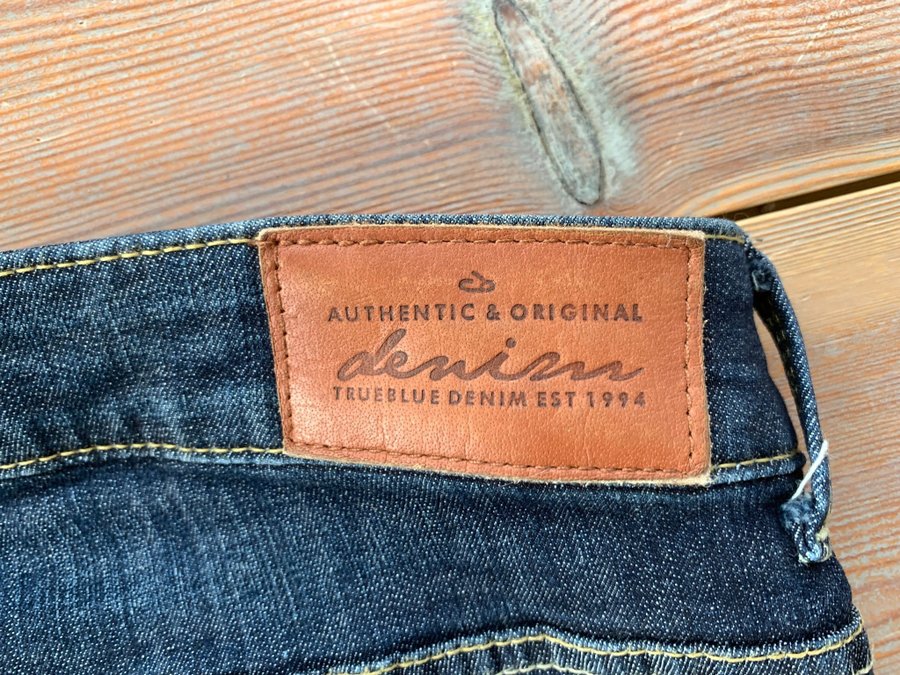 AUTHENTIC & ORIGINAL
denim
TRUEBLUE DENIM EST 1994